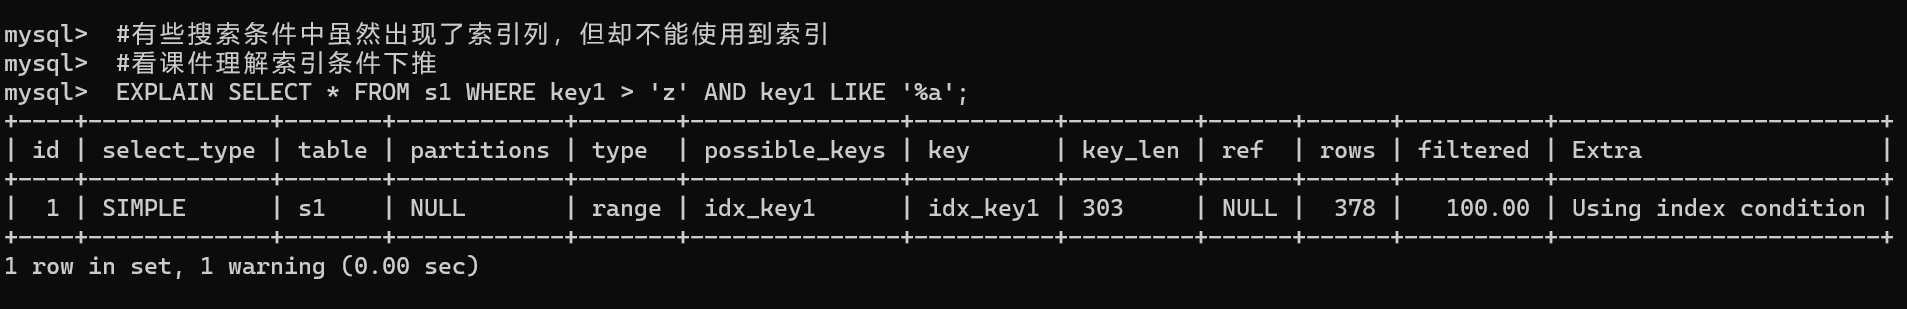 mysql>  #有些搜索条件中虽然出现了索引列，但却不能使用到索引
mysql>  #看课件理解索引条件下推
mysql>  EXPLAIN SELECT * FROM s1 WHERE key1 > 'z' AND key1 LIKE '%a';
+----+-------------+-------+------------+-------+---------------+----------+---------+------+------+----------+-----------------------+
| id | select_type | table | partitions | type  | possible_keys | key      | key_len | ref  | rows | filtered | Extra                 |
+----+-------------+-------+------------+-------+---------------+----------+---------+------+------+----------+-----------------------+
|  1 | SIMPLE      | s1    | NULL       | range | idx_key1      | idx_key1 | 303     | NULL |  378 |   100.00 | Using index condition |
+----+-------------+-------+------------+-------+---------------+----------+---------+------+------+----------+-----------------------+
1 row in set, 1 warning (0.00 sec)